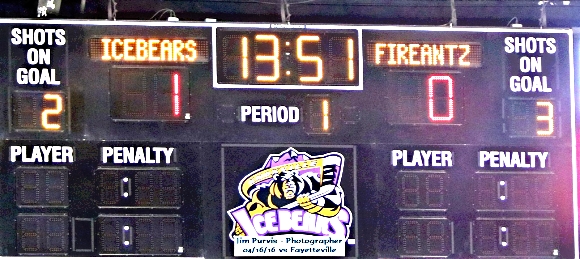 SHOTS ON GOAL
ICEBEARS
13:51
FIREANTZ
SHOTS ON GOAL
2
1
PERIOD 1
0
3
PLAYER PENALTY
PLAYER PENALTY
ICEBEARS
Jim Purvis - Photographer
04/16/16 vs Fayetteville